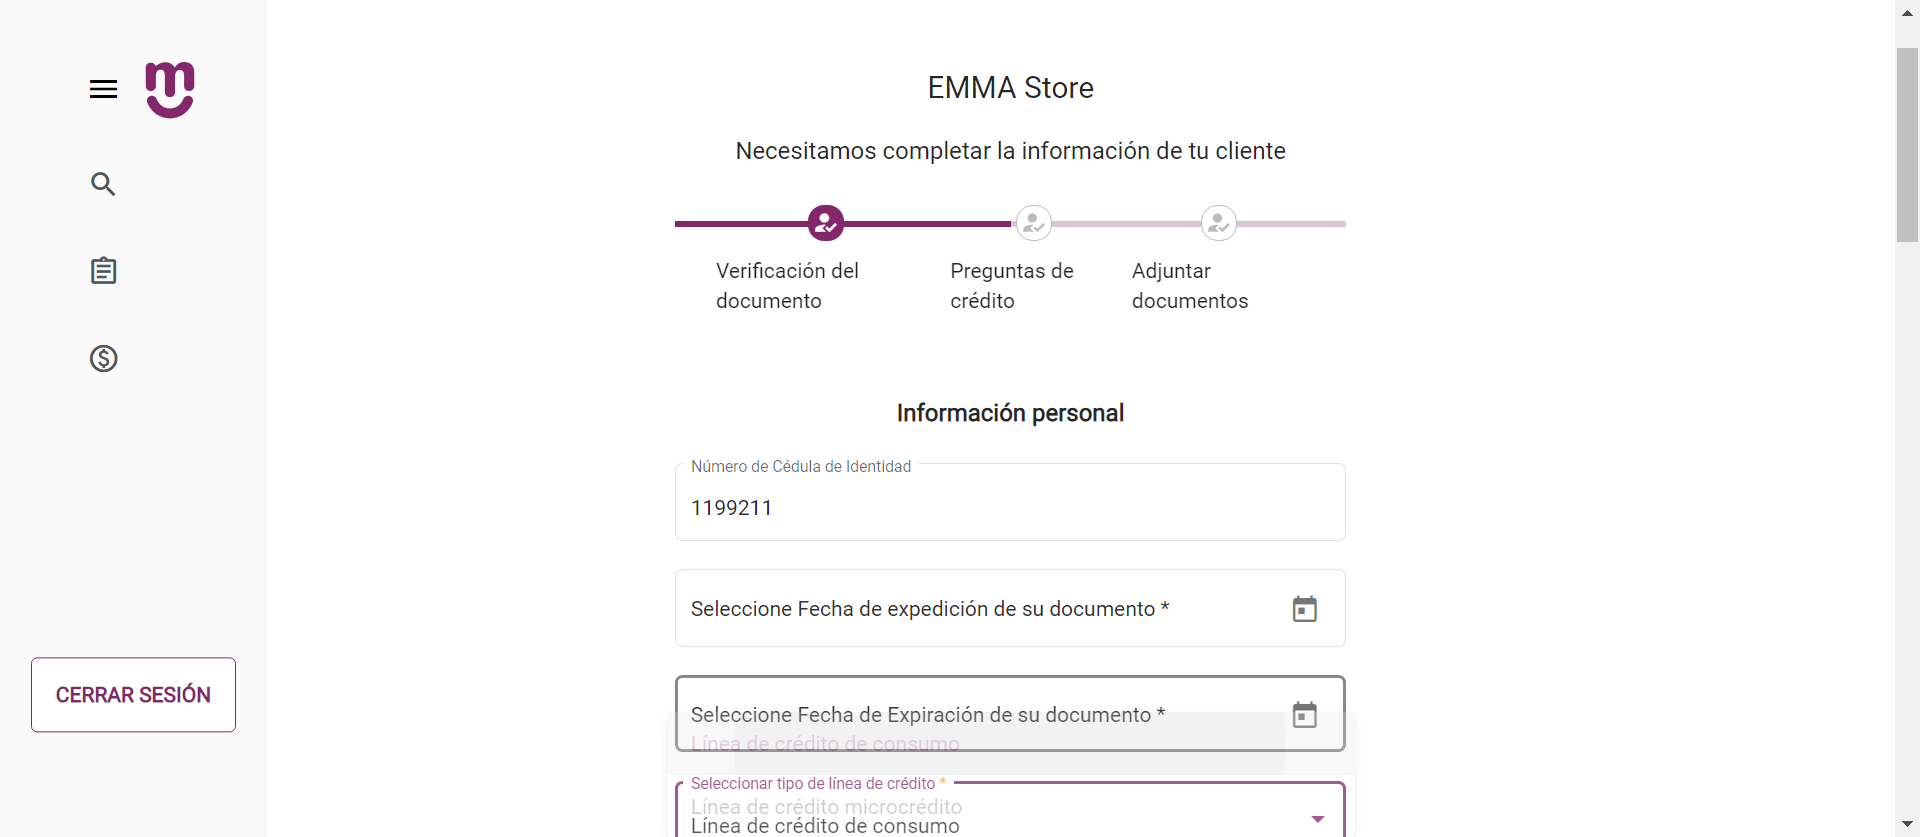 EMMA Store
Necesitamos completar la información de tu cliente
Verificación del
documento
Preguntas de
crédito
Adjuntar
documentos
Información personal
Número de Cédula de Identidad
1199211
Seleccione Fecha de expedición de su documento *
Seleccione Fecha de Expiración de su documento *
Línea de crédito de consumo
Seleccionar tipo de línea de crédito *
Línea de crédito microcrédito
Línea de crédito de consumo
CERRAR SESIÓN